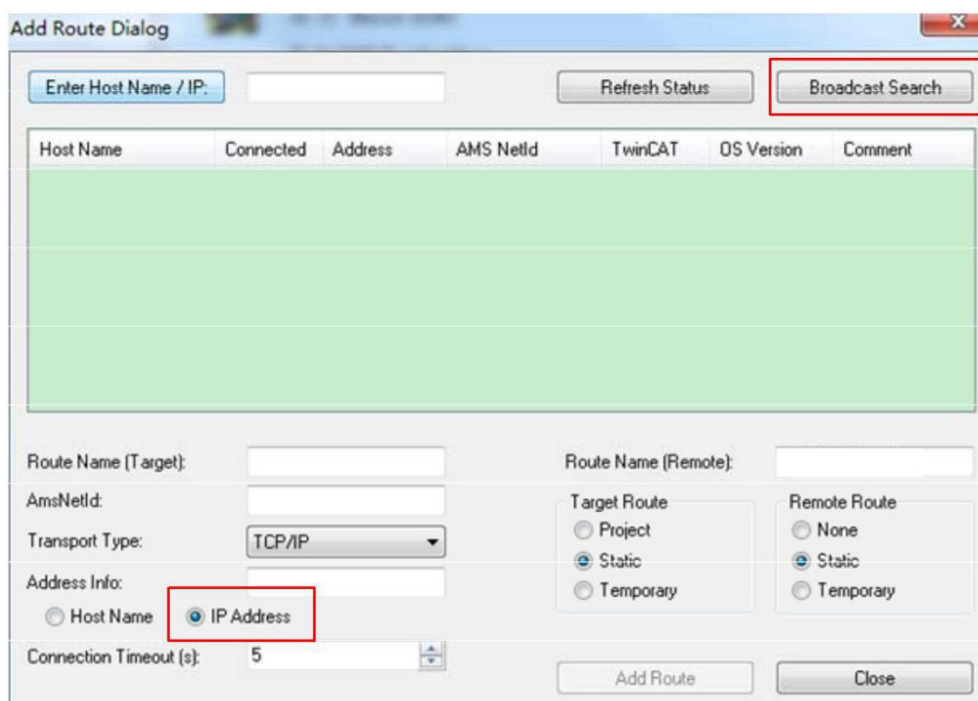 Add Route Dialog
Enter Host Name / IP:
Refresh Status
Broadcast Search
Host Name Connected Address AMS NetId TwinCAT OS Version Comment
Route Name (Target):
Route Name (Remote):
AmsNetId:
Target Route
Remote Route
Transport Type:
TCP/IP
Project
None
Static
Static
Address Info:
Temporary
Temporary
Host Name
IP Address
Connection Timeout (s):
5
Add Route
Close